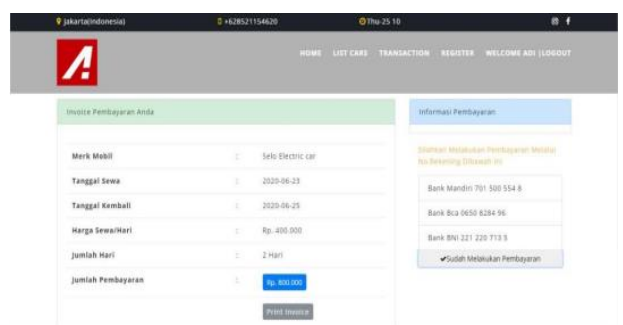 jakarta(indonesia) +628521154620 Thu-25 10
HOME LIST CARS TRANSACTION REGISTER WELCOME ADI |LOGOUT
A.
Invoice Pembayaran Anda
Merk Mobil : Selo Electric car
Tanggal Sewa : 2020-06-23
Tanggal Kembali : 2020-06-25
Harga Sewa/Hari : Rp. 400.000
Jumlah Hari : 2 Hari
Jumlah Pembayaran : Rp. 800.000
Print Invoice
Informasi Pembayaran
Silahkan Melakukan Pembayaran Melalui
No Rekening Dibawah Ini
Bank Mandiri 701 500 554 8
Bank Bca 0650 8284 96
Bank BNI 221 220 713 5
✔Sudah Melakukan Pembayaran